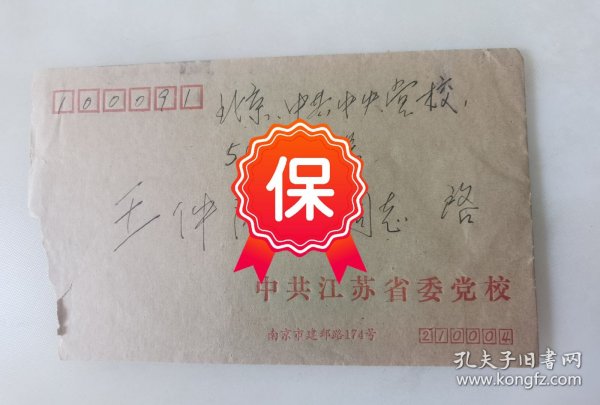 100091
北京、中共中央党校、
5
保
王仲 同志 启
中共江苏省委党校
南京市建邺路174号
210004
孔夫子旧书网
www.kongfz.com